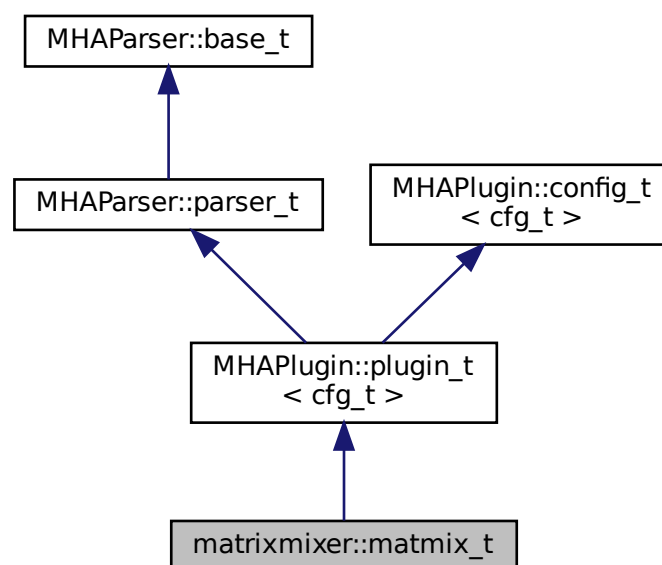 MHAParser::base_t
MHAParser::parser_t
MHAPlugin::config_t
< cfg_t >
MHAPlugin::plugin_t
< cfg_t >
matrixmixer::matmix_t